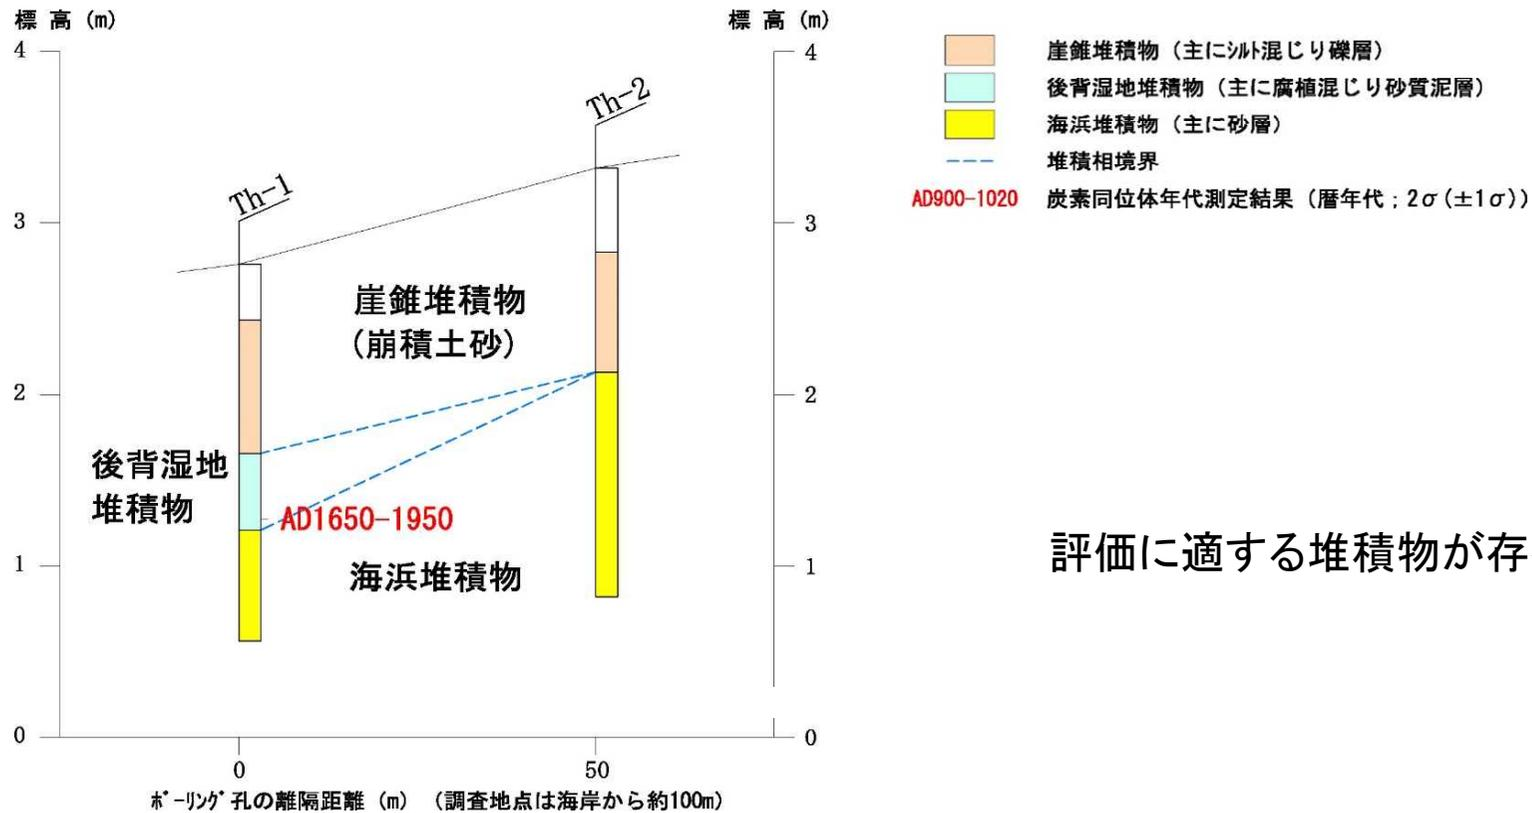 標 高 (m)
標 高 (m)
4
3
2
1
0
4
3
2
1
0
Th-1
Th-2
崖錐堆積物
(崩積土砂)
後背湿地
堆積物
AD1650-1950
海浜堆積物
0
50
ﾎﾞｰﾘﾝｸﾞ孔の離隔距離 (m) (調査地点は海岸から約100m)
崖錐堆積物 (主にｼﾙﾄ混じり礫層)
後背湿地堆積物 (主に腐植混じり砂質泥層)
海浜堆積物 (主に砂層)
堆積相境界
AD900-1020 炭素同位体年代測定結果 (暦年代；2σ(±1σ))
評価に適する堆積物が存